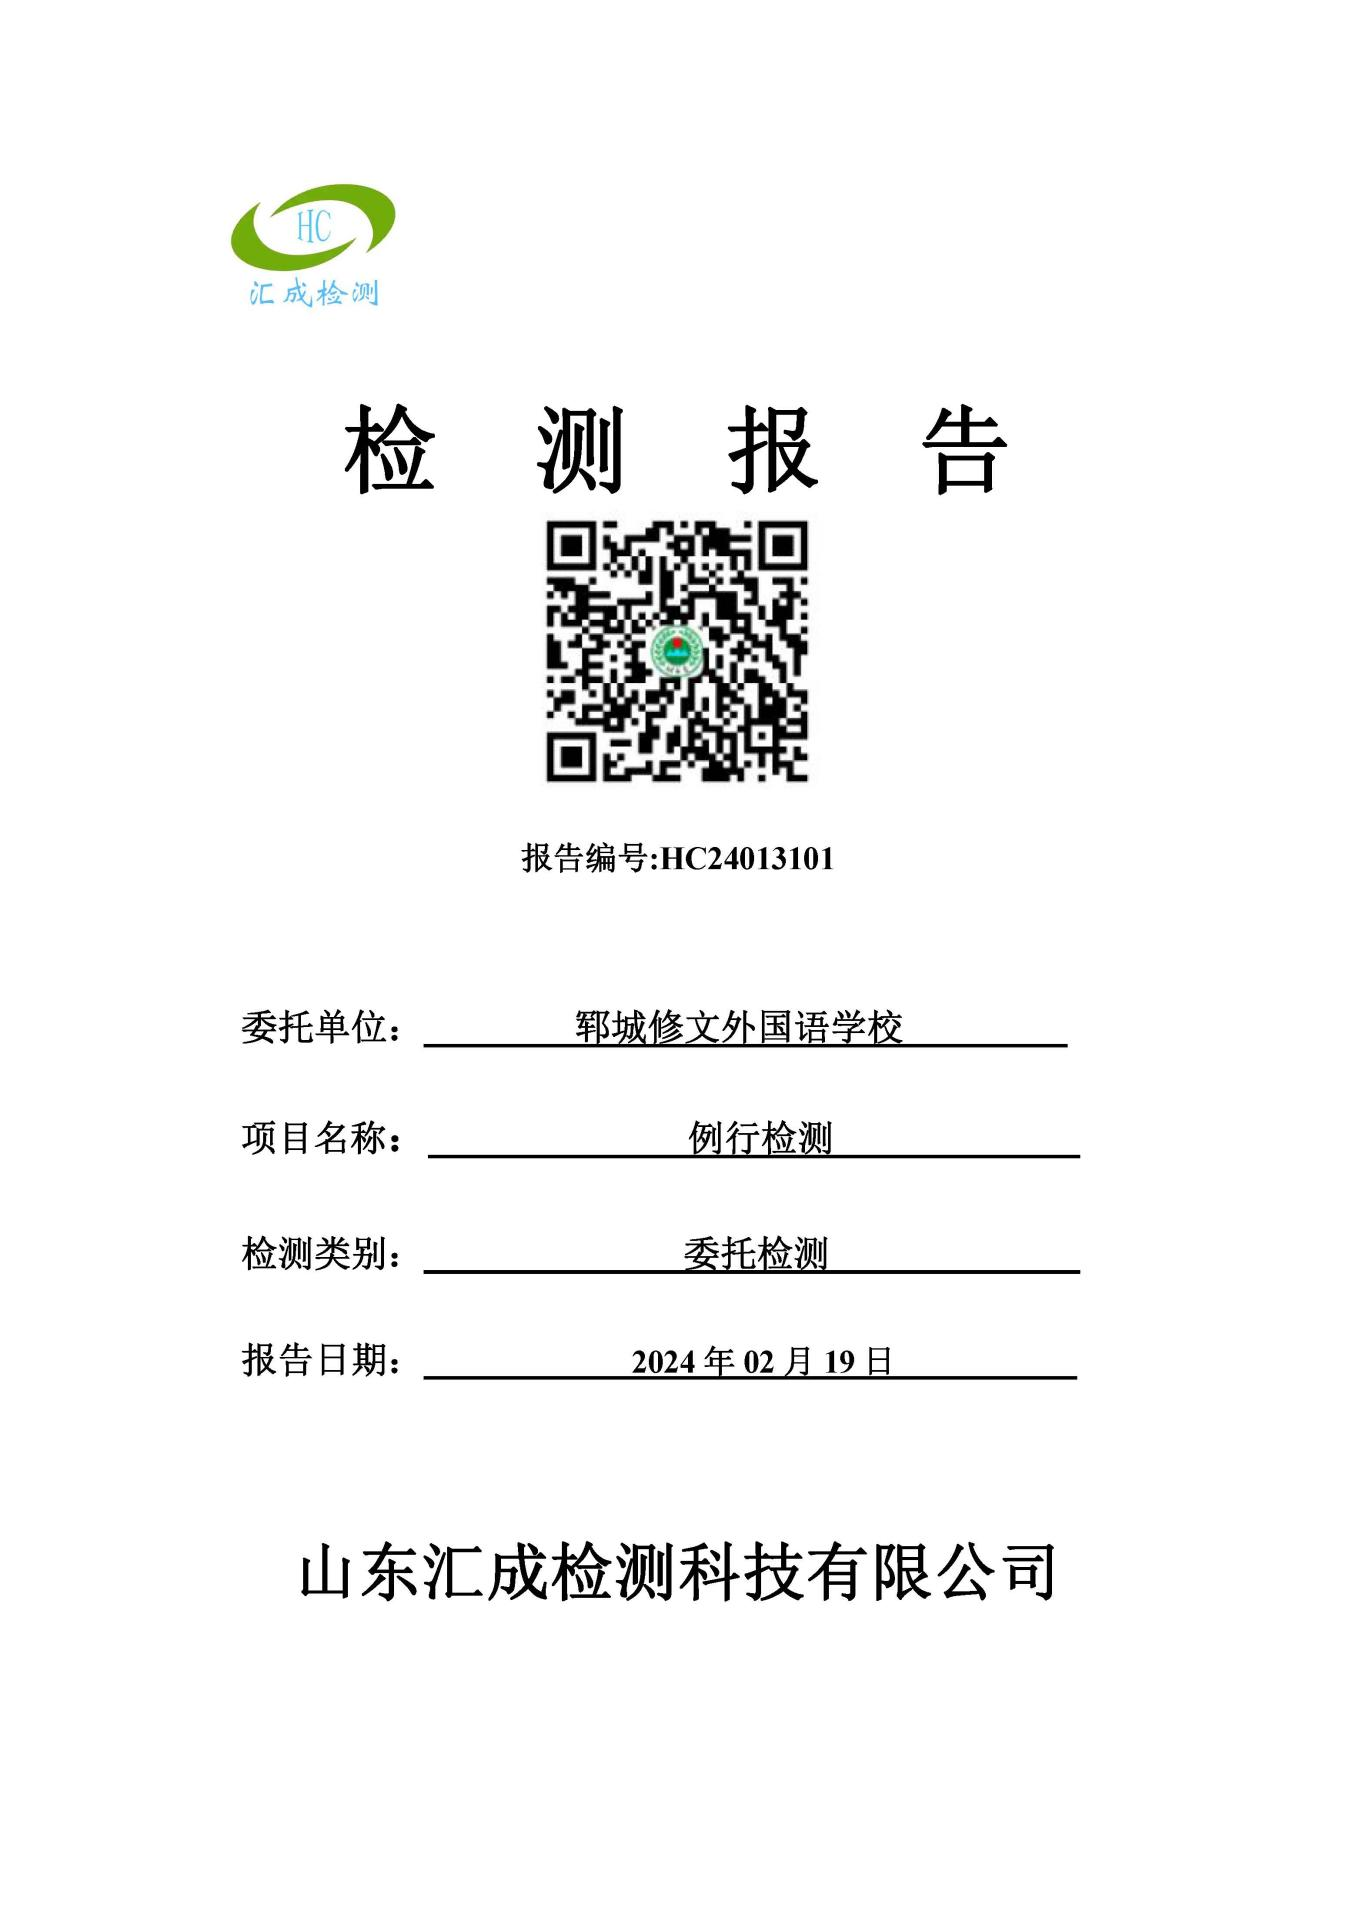 HC
汇成检测
检测报告
报告编号:HC24013101
委托单位： 郓城修文外国语学校
项目名称： 例行检测
检测类别： 委托检测
报告日期： 2024年02月19日
山东汇成检测科技有限公司